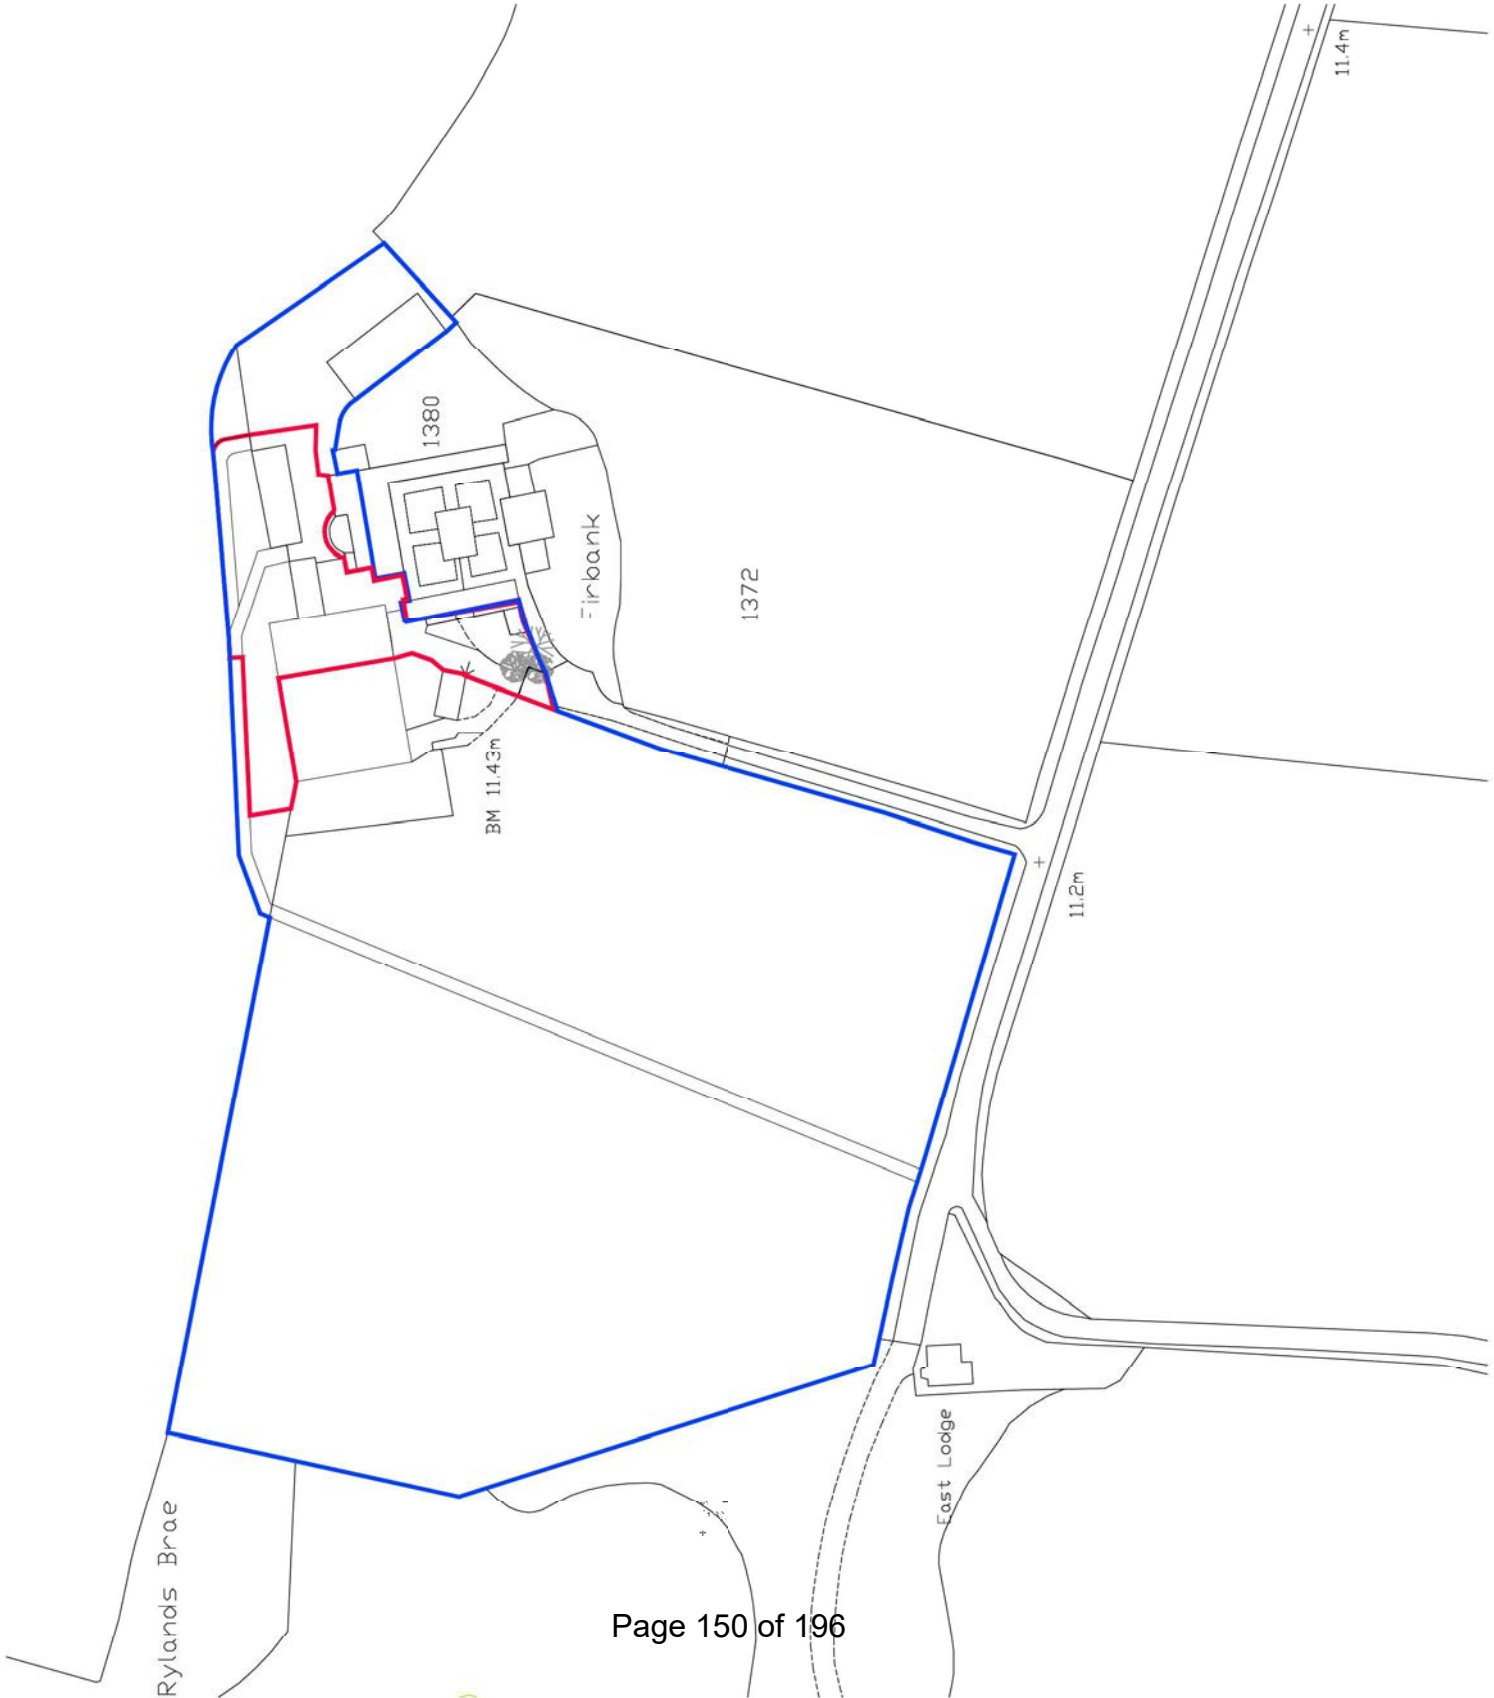 11.4m
1380
Firbank
1372
BM 11.43m
11.2m
East Lodge
Rylands Brae
Page 150 of 196